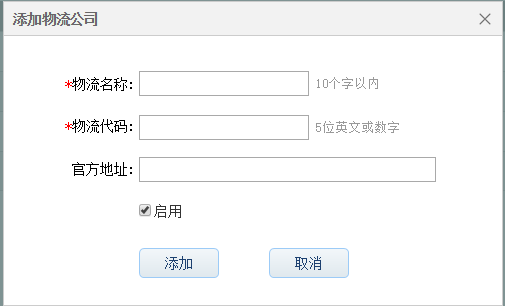 添加物流公司
*物流名称： 10个字以内
*物流代码： 5位英文或数字
官方地址：
启用
添加 取消